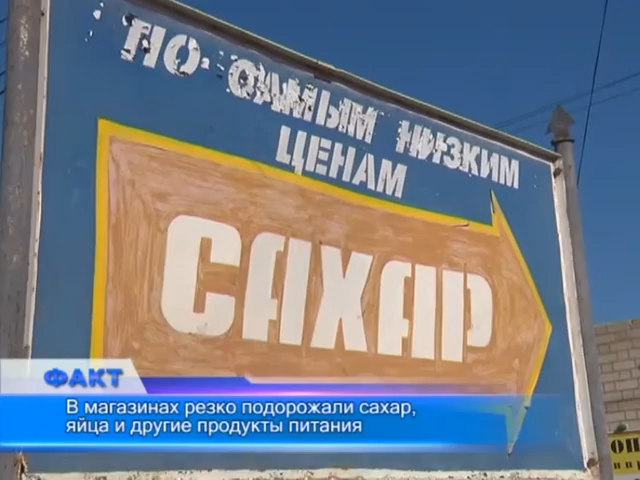 ПО САМЫМ НИЗКИМ
ЦЕНАМ
САХАР
ФАКТ
В магазинах резко подорожали сахар,
яйца и другие продукты питания